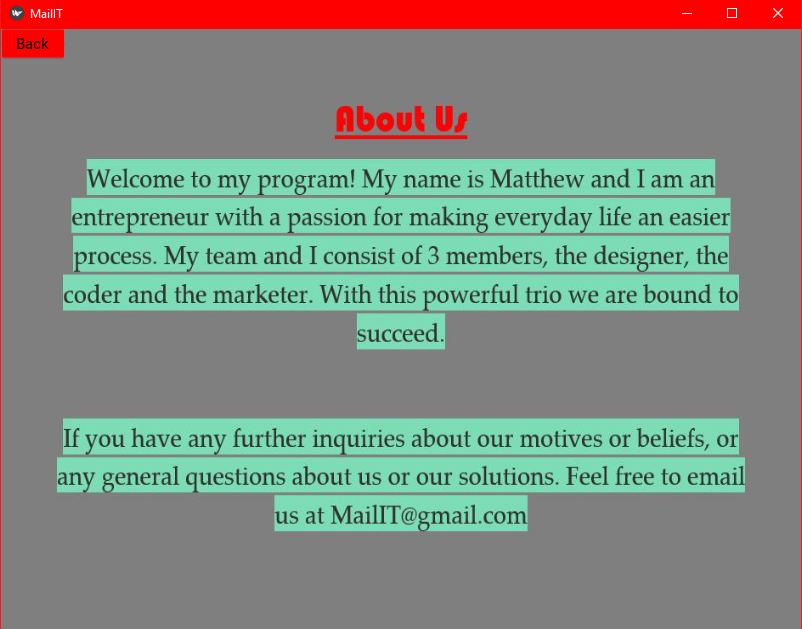 MailIT
Back
About Us
Welcome to my program! My name is Matthew and I am an
entrepreneur with a passion for making everyday life an easier
process. My team and I consist of 3 members, the designer, the
coder and the marketer. With this powerful trio we are bound to
succeed.
If you have any further inquiries about our motives or beliefs, or
any general questions about us or our solutions. Feel free to email
us at MailIT@gmail.com